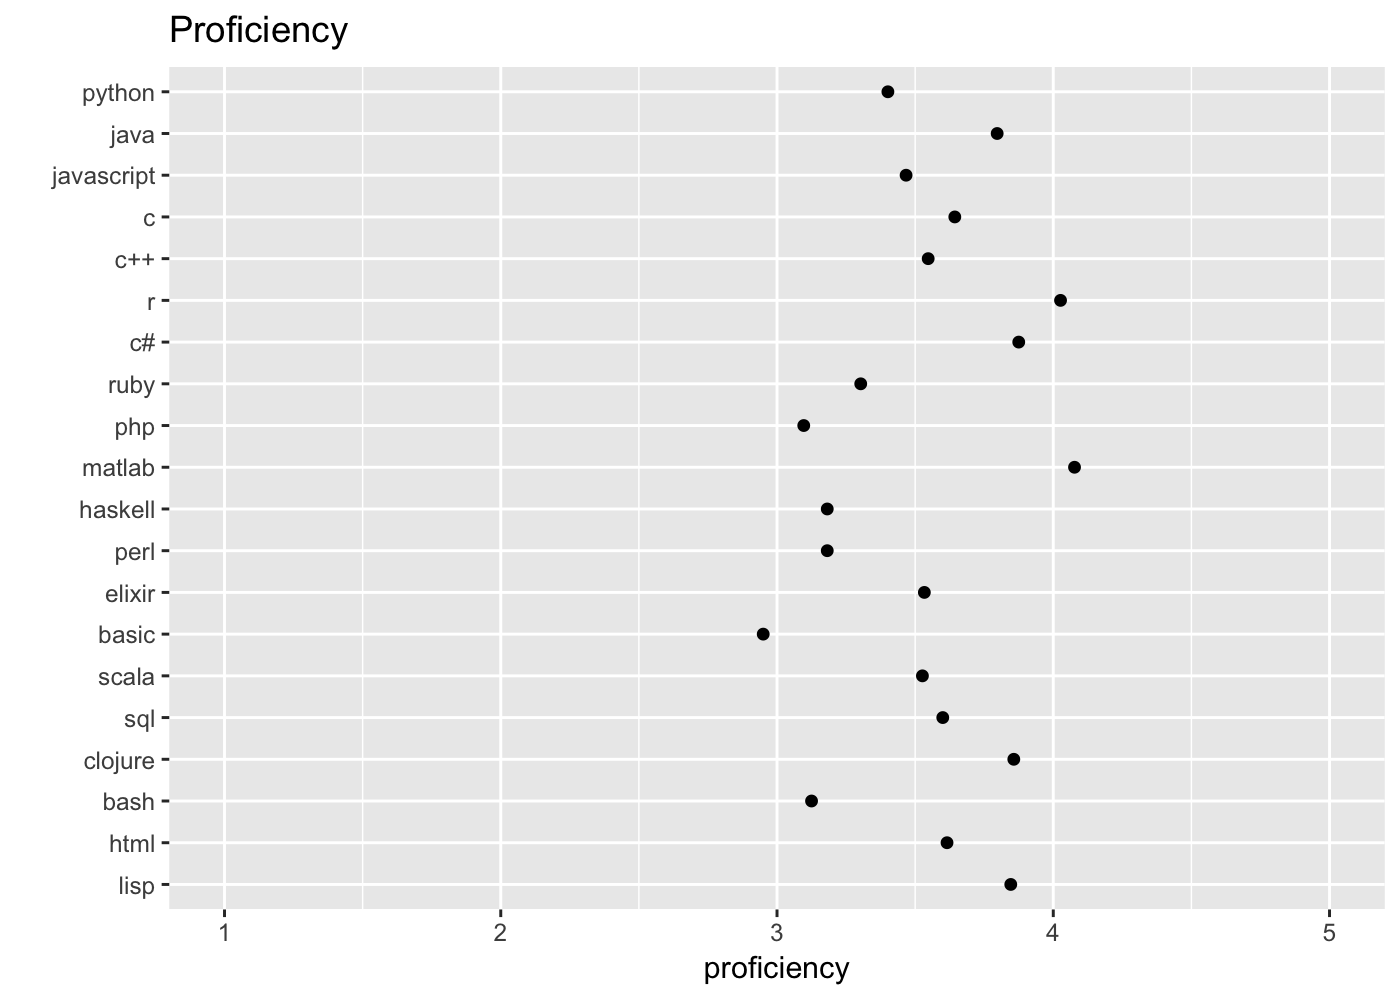 Proficiency
python
java
javascript
c
c++
r
c#
ruby
php
matlab
haskell
perl
elixir
basic
scala
sql
clojure
bash
html
lisp
1 2 3 4 5
proficiency